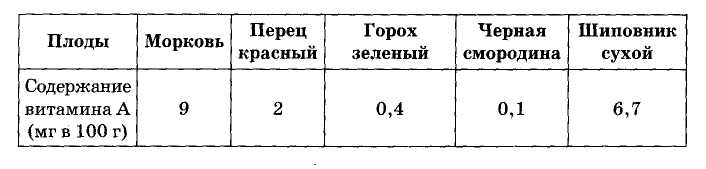 Плоды Морковь Перец красный Горох зеленый Черная смородина Шиповник сухой
Содержание витамина А (мг в 100 г) 9 2 0,4 0,1 6,7